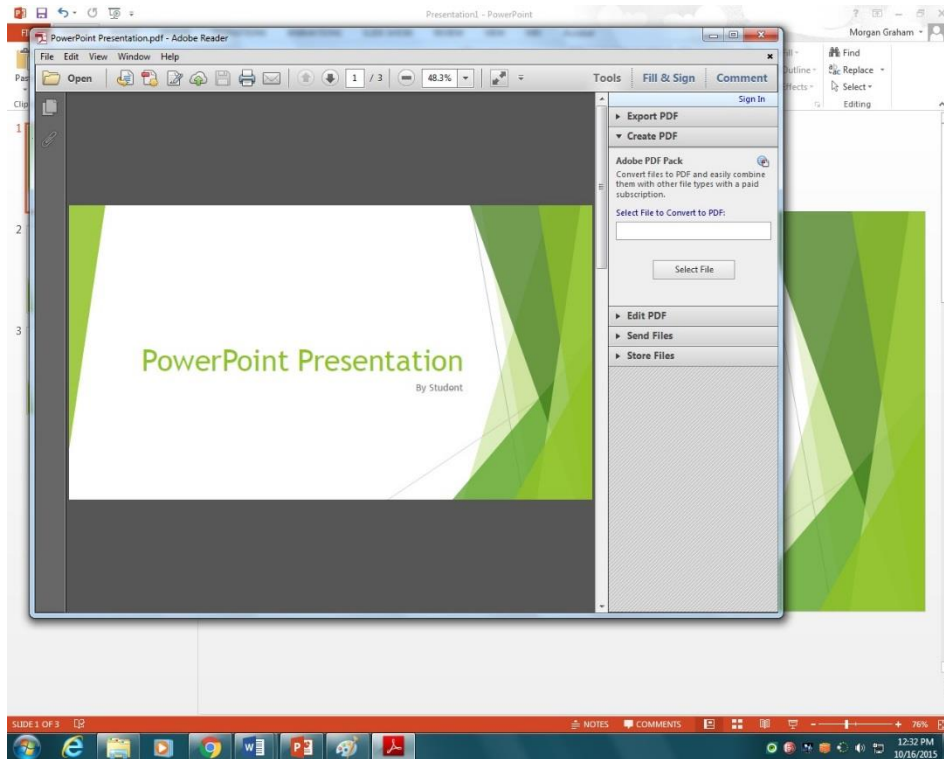 Presentation1 - PowerPoint
Morgan Graham
PowerPoint Presentation.pdf - Adobe Reader
File Edit View Window Help
Open 1 / 3 48.3% Tools Fill & Sign Comment
Sign In
Export PDF
Create PDF
Adobe PDF Pack
Convert files to PDF and easily combine
them with other file types with a paid
subscription.
Select File to Convert to PDF:
Select File
Edit PDF
Send Files
Store Files
PowerPoint Presentation
By Student
Find
Replace
Select
Editing
1
2
3
SLIDE 1 OF 3 NOTES COMMENTS 76%
12:32 PM
10/16/2015